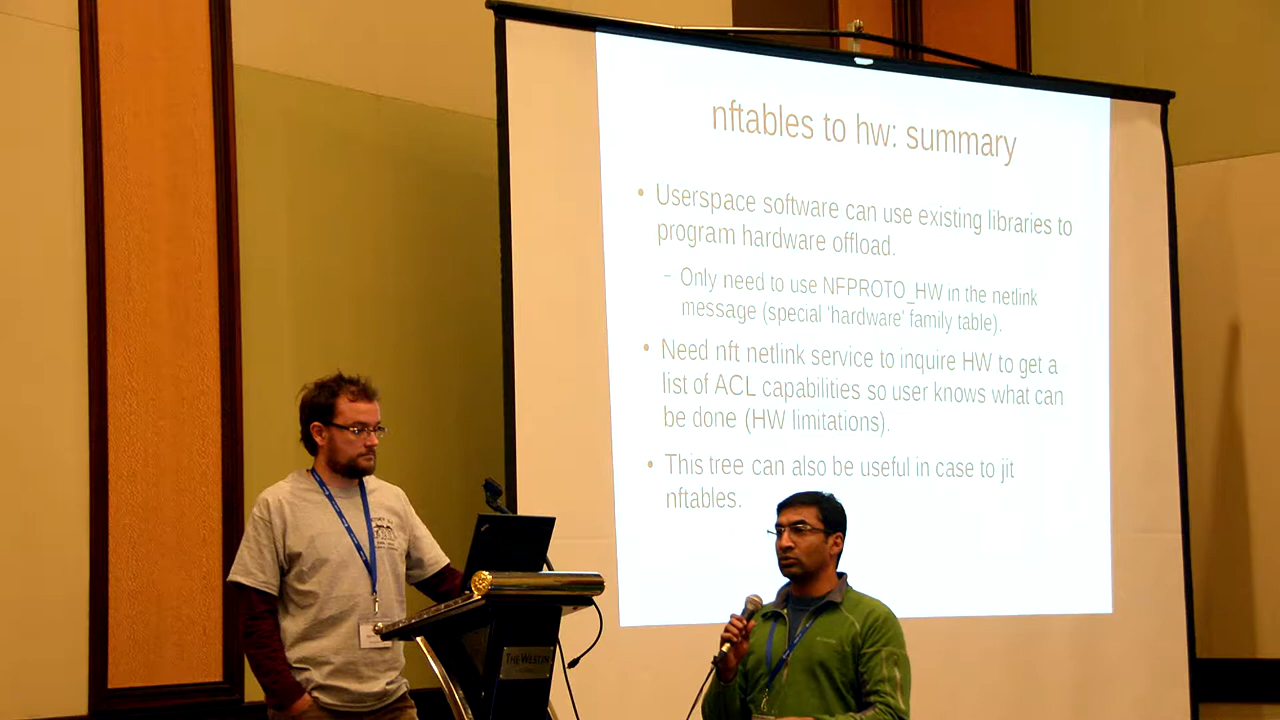 nftables to hw: summary
• Userspace software can use existing libraries to
program hardware offload.
– Only need to use NFPROTO_HW in the netlink
message (special 'hardware' family table).
• Need nft netlink service to inquire HW to get a
list of ACL capabilities so user knows what can
be done (HW limitations).
• This tree can also be useful in case to jit
nftables.
THE WESTIN